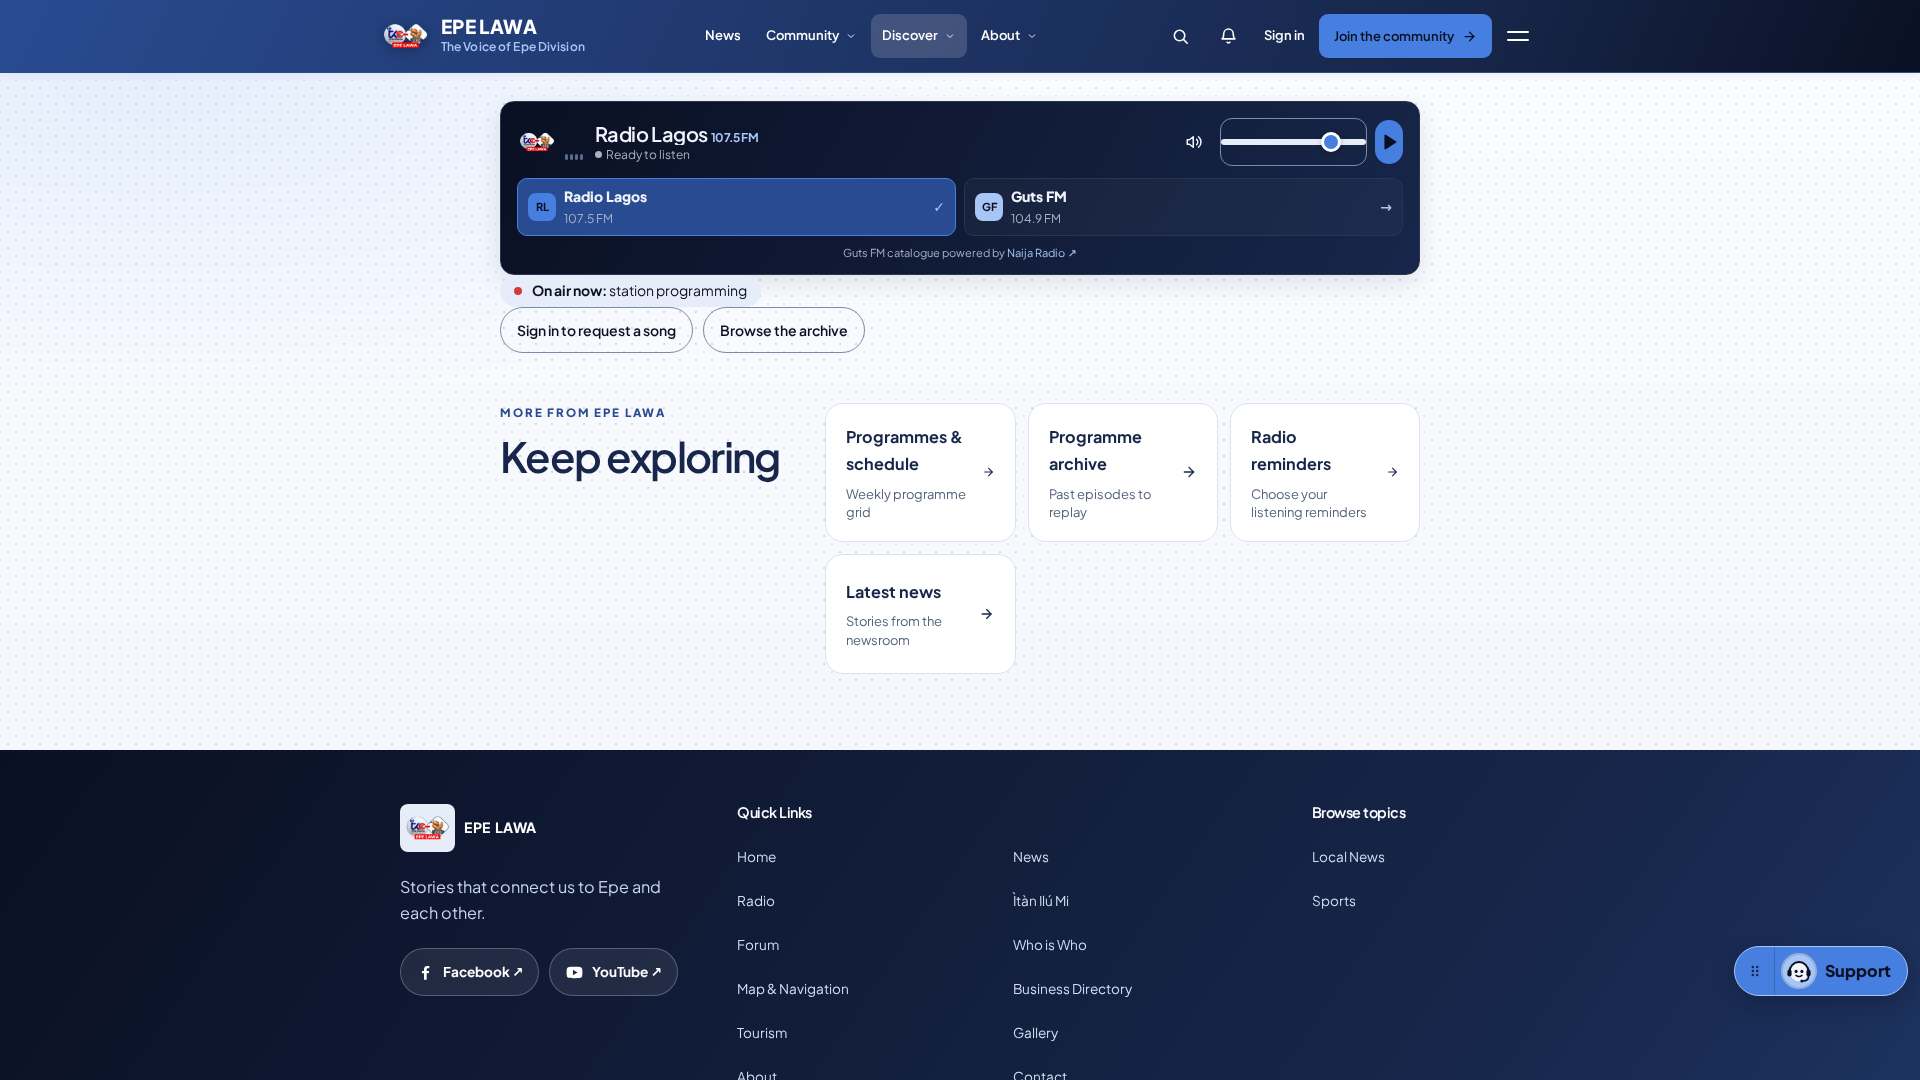 EPE LAWA
The Voice of Epe Division
News
Community
Discover
About
Sign in
Join the community
Radio Lagos 107.5 FM
Ready to listen
RL
Radio Lagos
107.5 FM
✓
GF
Guts FM
104.9 FM
→
Guts FM catalogue powered by Naija Radio ↗
On air now: station programming
Sign in to request a song
Browse the archive
MORE FROM EPE LAWA
Keep exploring
Programmes &
schedule
Weekly programme
grid
Programme
archive
Past episodes to
replay
Radio
reminders
Choose your
listening reminders
Latest news
Stories from the
newsroom
EPE LAWA
Stories that connect us to Epe and
each other.
Facebook ↗
YouTube ↗
Quick Links
Home
News
Radio
Ìtàn Ilú Mi
Forum
Who is Who
Map & Navigation
Business Directory
Tourism
Gallery
About
Contact
Browse topics
Local News
Sports
Support